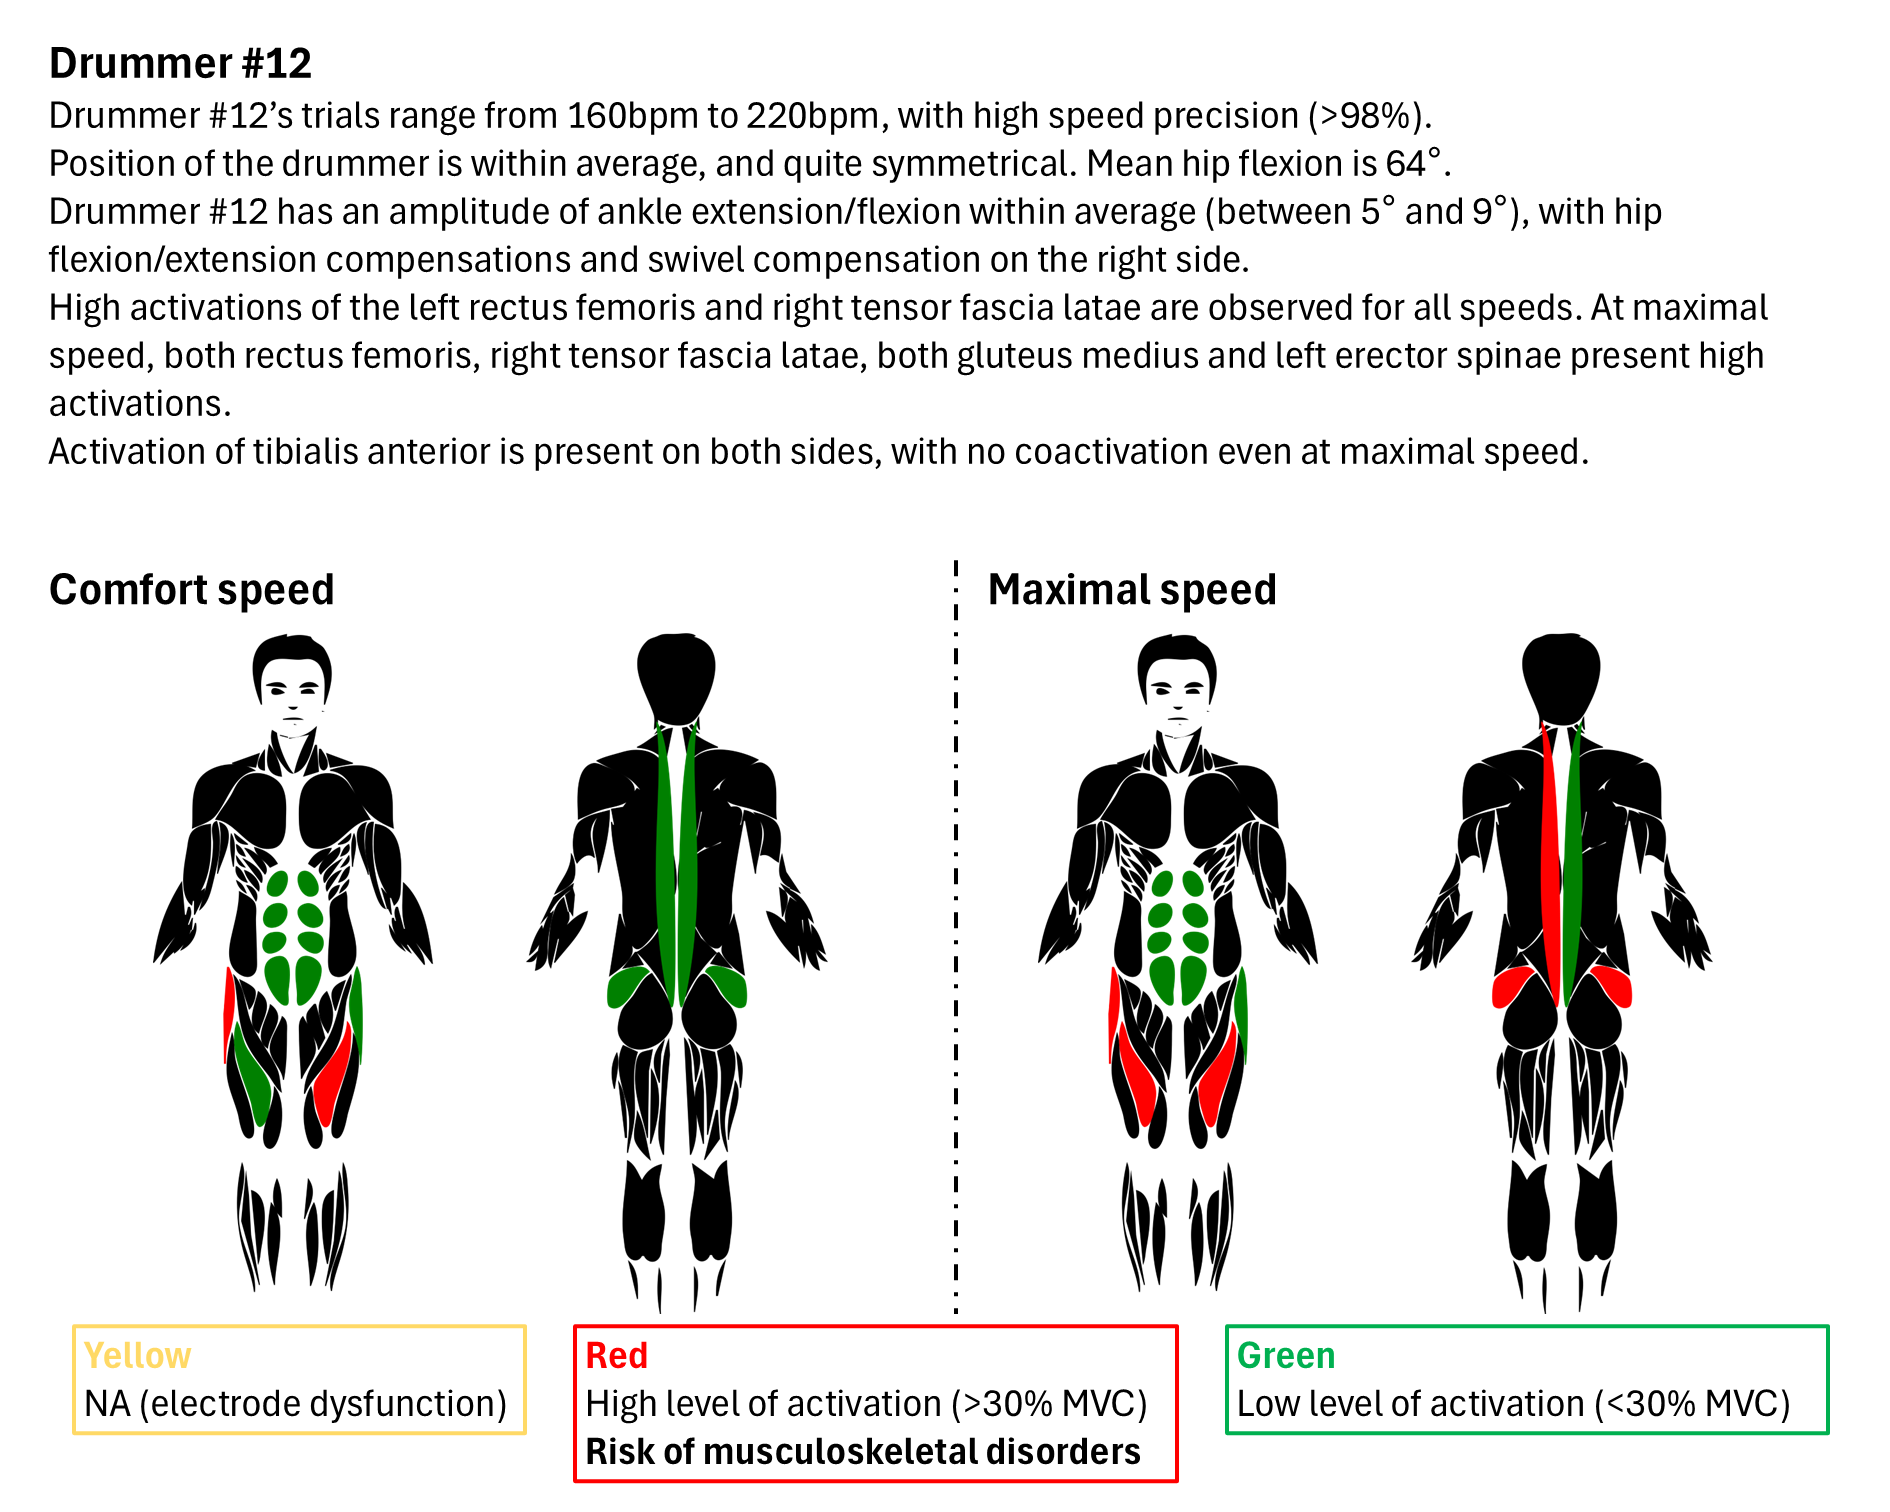 Drummer #12
Drummer #12’s trials range from 160bpm to 220bpm, with high speed precision (>98%).
Position of the drummer is within average, and quite symmetrical. Mean hip flexion is 64°.
Drummer #12 has an amplitude of ankle extension/flexion within average (between 5° and 9°), with hip
flexion/extension compensations and swivel compensation on the right side.
High activations of the left rectus femoris and right tensor fascia latae are observed for all speeds. At maximal
speed, both rectus femoris, right tensor fascia latae, both gluteus medius and left erector spinae present high
activations.
Activation of tibialis anterior is present on both sides, with no coactivation even at maximal speed.
Comfort speed
Maximal speed
Yellow
NA (electrode dysfunction)
Red
High level of activation (>30% MVC)
Risk of musculoskeletal disorders
Green
Low level of activation (<30% MVC)